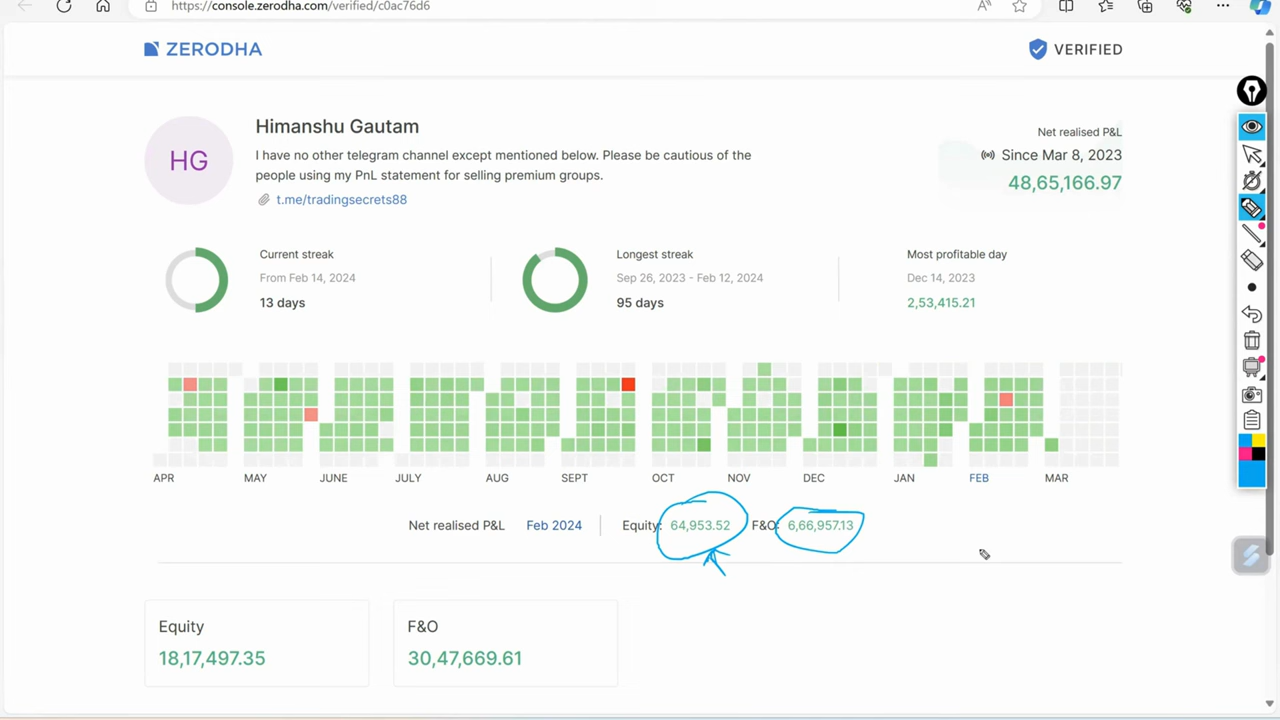 https://console.zerodha.com/verified/c0ac76d6
ZERODHA
VERIFIED
HG
Himanshu Gautam
I have no other telegram channel except mentioned below. Please be cautious of the
people using my PnL statement for selling premium groups.
t.me/tradingsecrets88
Net realised P&L
Since Mar 8, 2023
48,65,166.97
Current streak
From Feb 14, 2024
13 days
Longest streak
Sep 26, 2023 - Feb 12, 2024
95 days
Most profitable day
Dec 14, 2023
2,53,415.21
APR MAY JUNE JULY AUG SEPT OCT NOV DEC JAN FEB MAR
Net realised P&L Feb 2024 Equity: 64,953.52 F&O: 6,66,957.13
Equity
18,17,497.35
F&O
30,47,669.61